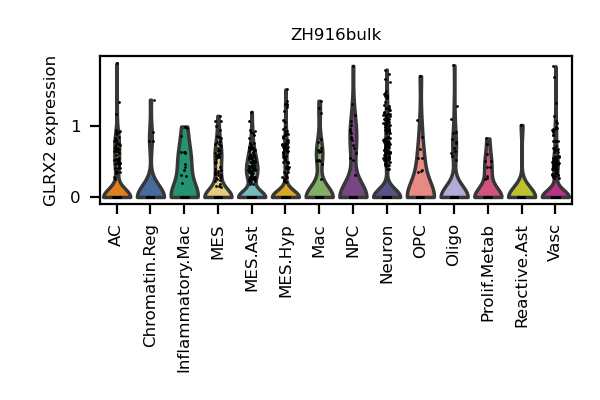 ZH916bulk
GLRX2 expression
1
0
AC
Chromatin.Reg
Inflammatory.Mac
MES
MES.Ast
MES.Hyp
Mac
NPC
Neuron
OPC
Oligo
Prolif.Metab
Reactive.Ast
Vasc